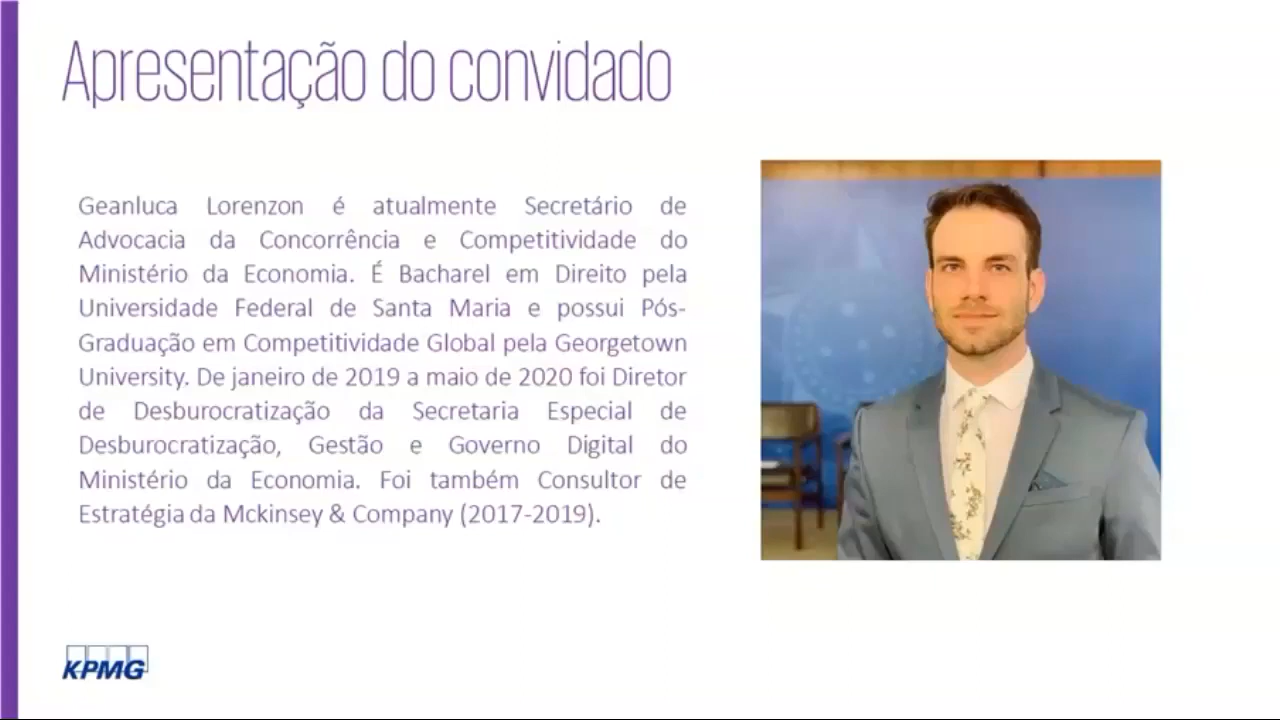 Apresentação do convidado
Geanluca Lorenzon é atualmente Secretário de
Advocacia da Concorrência e Competitividade do
Ministério da Economia. É Bacharel em Direito pela
Universidade Federal de Santa Maria e possui Pós-
Graduação em Competitividade Global pela Georgetown
University. De janeiro de 2019 a maio de 2020 foi Diretor
de Desburocratização da Secretaria Especial de
Desburocratização, Gestão e Governo Digital do
Ministério da Economia. Foi também Consultor de
Estratégia da Mckinsey & Company (2017-2019).
KPMG